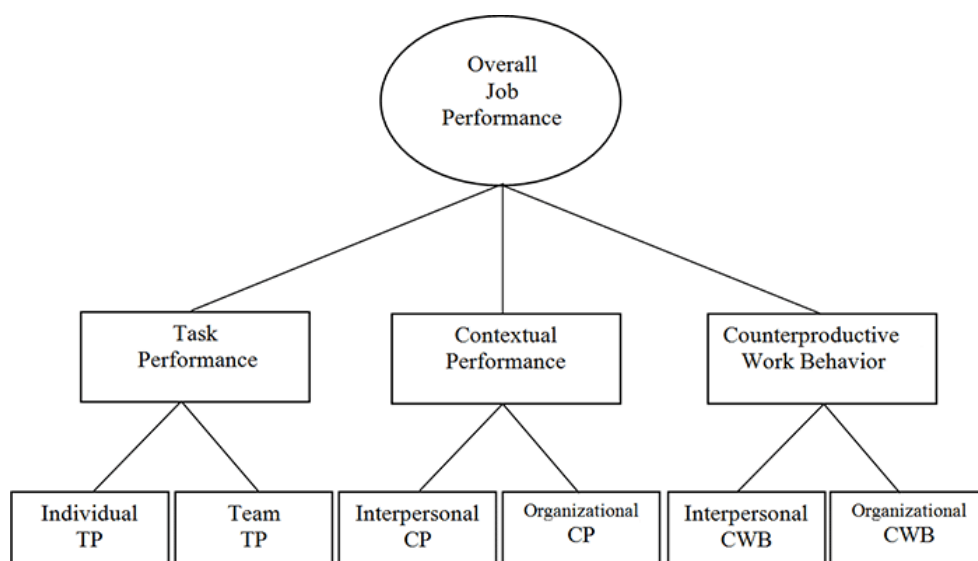 Overall
Job
Performance
Task
Performance
Contextual
Performance
Counterproductive
Work Behavior
Individual
TP
Team
TP
Interpersonal
CP
Organizational
CP
Interpersonal
CWB
Organizational
CWB